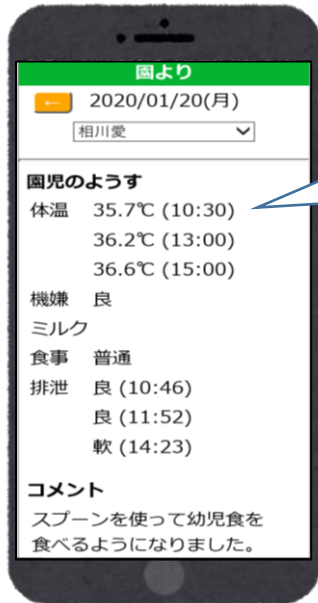 園より
← 2020/01/20(月)
相川愛
園児のようす
体温 35.7℃ (10:30)
36.2℃ (13:00)
36.6℃ (15:00)
機嫌 良
ミルク
食事 普通
排泄 良 (10:46)
良 (11:52)
軟 (14:23)
コメント
スプーンを使って幼児食を
食べるようになりました。